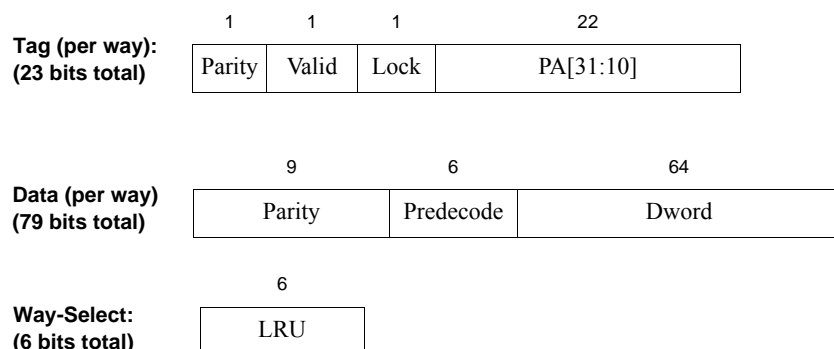 1 1 1 22
Tag (per way):
(23 bits total)
Parity Valid Lock PA[31:10]
9 6 64
Data (per way)
(79 bits total)
Parity Predecode Dword
6
Way-Select:
(6 bits total)
LRU